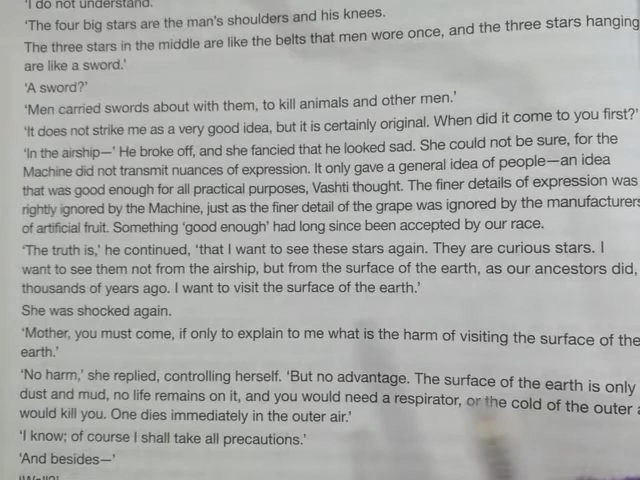 'I do not understand.'
'The four big stars are the man's shoulders and his knees.
The three stars in the middle are like the belts that men wore once, and the three stars hanging
are like a sword.'
'A sword?'
'Men carried swords about with them, to kill animals and other men.'
'It does not strike me as a very good idea, but it is certainly original. When did it come to you first?'
'In the airship—' He broke off, and she fancied that he looked sad. She could not be sure, for the
Machine did not transmit nuances of expression. It only gave a general idea of people—an idea
that was good enough for all practical purposes, Vashti thought. The finer details of expression was
rightly ignored by the Machine, just as the finer detail of the grape was ignored by the manufacturers
of artificial fruit. Something 'good enough' had long since been accepted by our race.
'The truth is,' he continued, 'that I want to see these stars again. They are curious stars. I
want to see them not from the airship, but from the surface of the earth, as our ancestors did,
thousands of years ago. I want to visit the surface of the earth.'
She was shocked again.
'Mother, you must come, if only to explain to me what is the harm of visiting the surface of the
earth.'
'No harm,' she replied, controlling herself. 'But no advantage. The surface of the earth is only
dust and mud, no life remains on it, and you would need a respirator, or the cold of the outer
would kill you. One dies immediately in the outer air.'
'I know; of course I shall take all precautions.'
'And besides—'